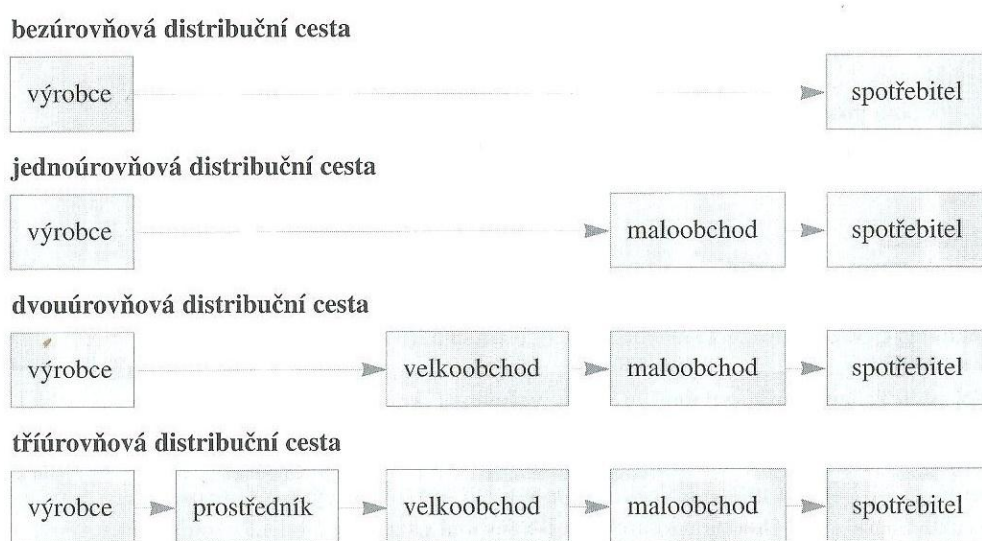 bezúrovňová distribuční cesta
výrobce spotřebitel
jednoúrovňová distribuční cesta
výrobce maloobchod spotřebitel
dvouúrovňová distribuční cesta
výrobce velkoobchod maloobchod spotřebitel
tříúrovňová distribuční cesta
výrobce prostředník velkoobchod maloobchod spotřebitel